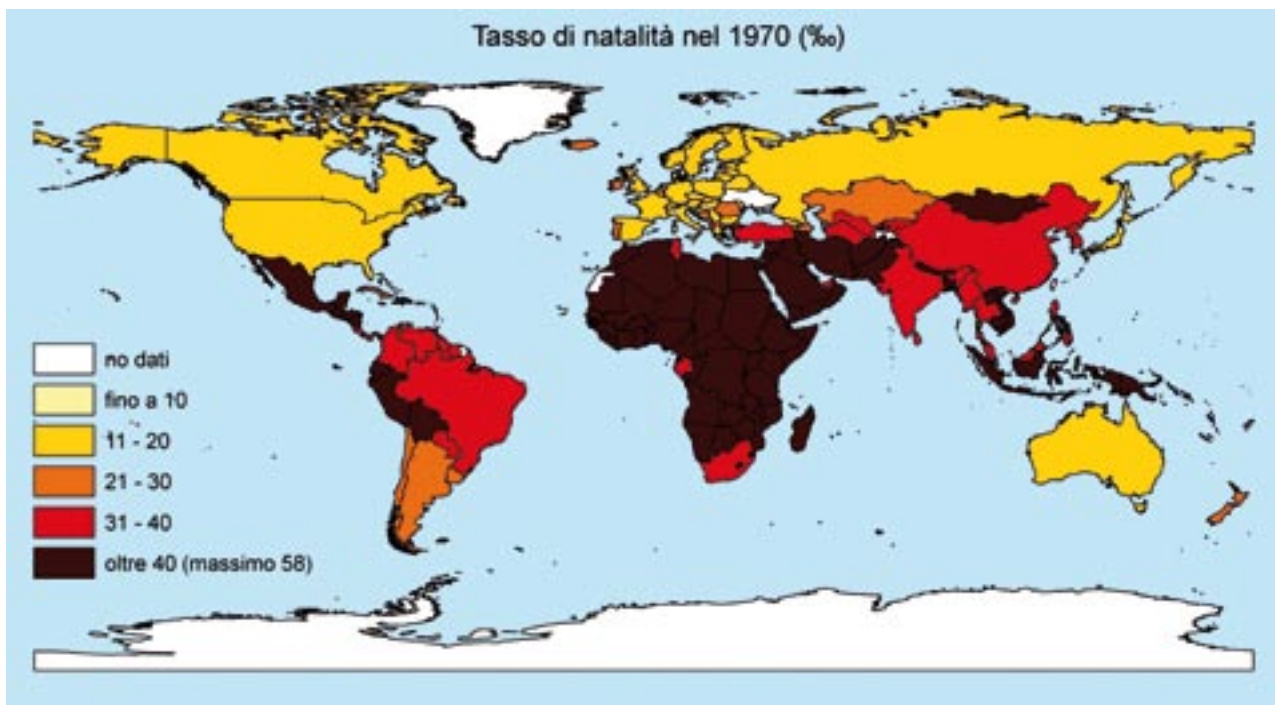 Tasso di natalità nel 1970 (‰)
no dati
fino a 10
11 - 20
21 - 30
31 - 40
oltre 40 (massimo 58)